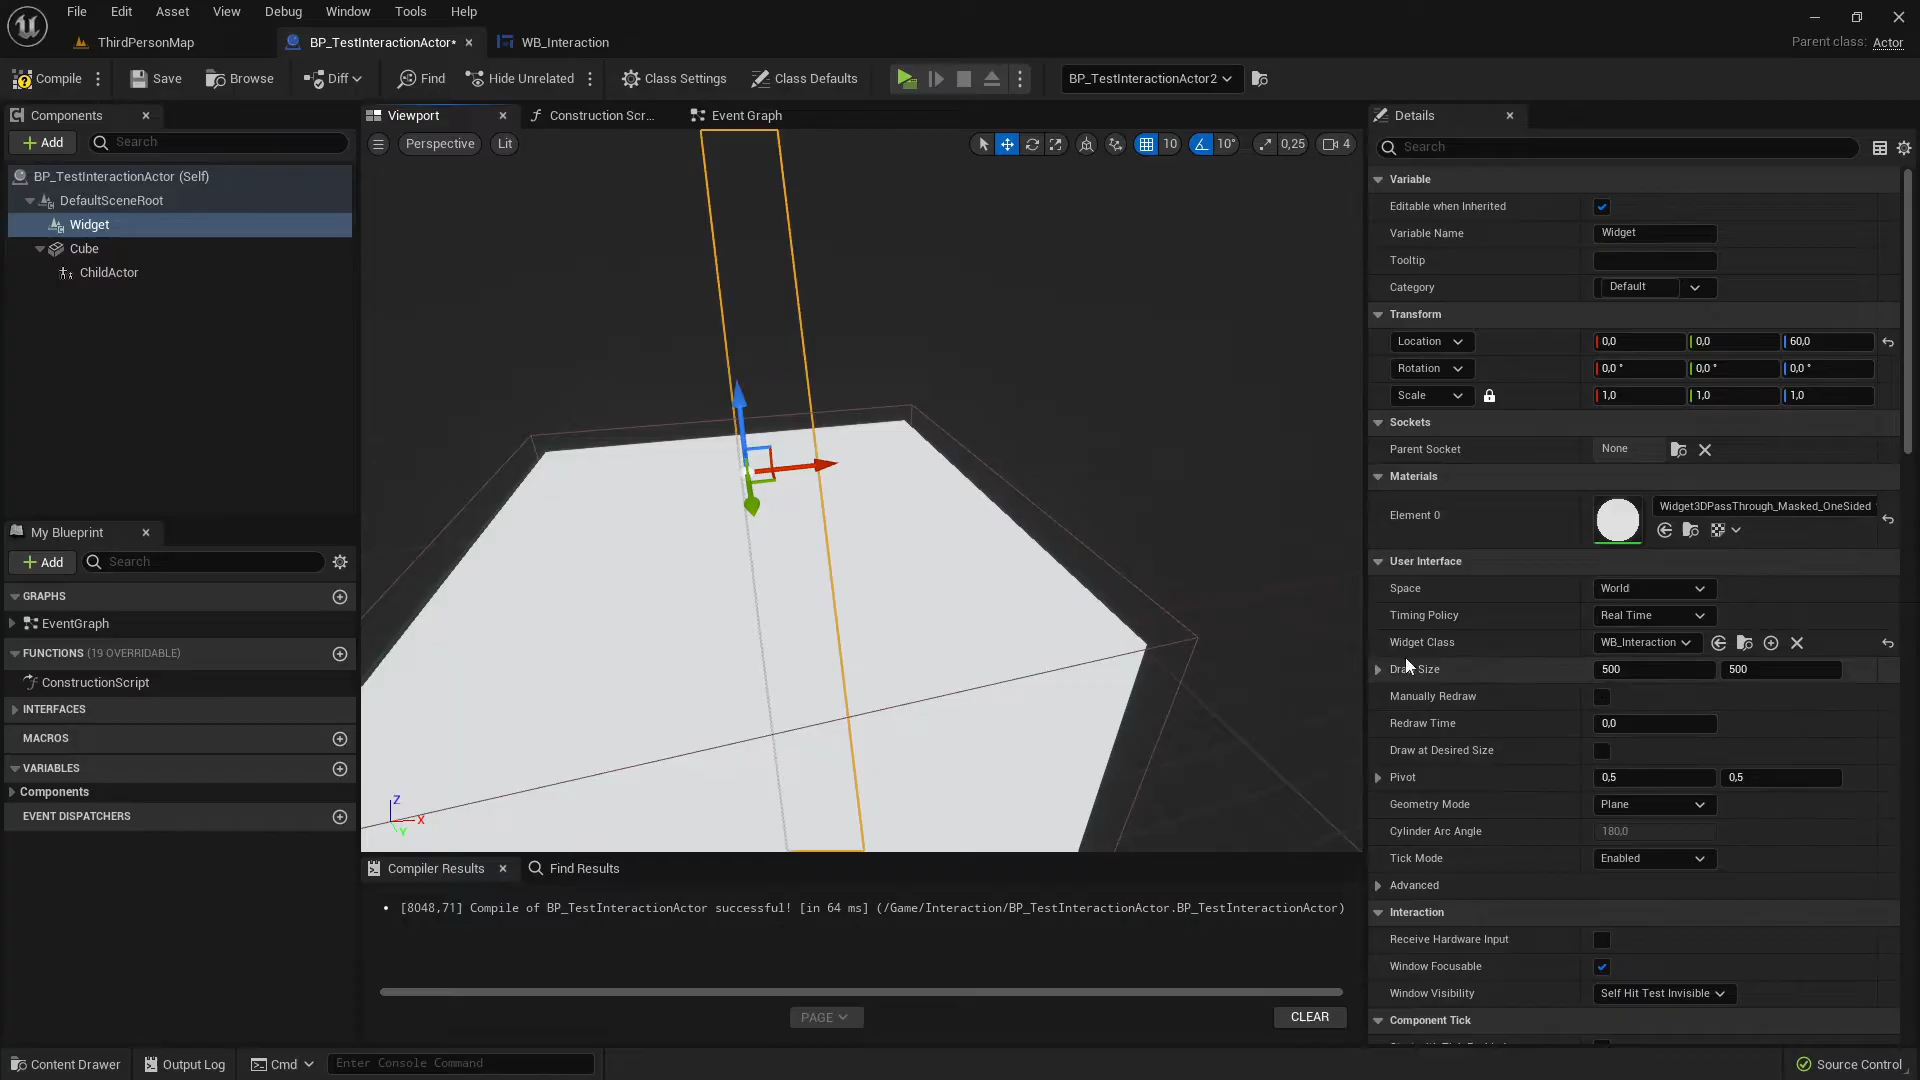 File Edit Asset View Debug Window Tools Help
ThirdPersonMap BP_TestInteractionActor* WB_Interaction
Parent class: Actor
Compile Save Browse Diff Find Hide Unrelated Class Settings Class Defaults BP_TestInteractionActor2
Components
Add Search
BP_TestInteractionActor (Self)
DefaultSceneRoot
Widget
Cube
ChildActor
My Blueprint
Add Search
GRAPHS
EventGraph
FUNCTIONS (19 OVERRIDABLE)
ConstructionScript
INTERFACES
MACROS
VARIABLES
Components
EVENT DISPATCHERS
Viewport Construction Scr... Event Graph
Perspective Lit 10 10° 0,25 4
Z
X
Y
Compiler Results Find Results
[8048,71] Compile of BP_TestInteractionActor successful! [in 64 ms] (/Game/Interaction/BP_TestInteractionActor.BP_TestInteractionActor)
PAGE CLEAR
Details
Search
Variable
Editable when Inherited
Variable Name Widget
Tooltip
Category Default
Transform
Location 0,0 0,0 60,0
Rotation 0,0 ° 0,0 ° 0,0 °
Scale 1,0 1,0 1,0
Sockets
Parent Socket None
Materials
Element 0 Widget3DPassThrough_Masked_OneSided
User Interface
Space World
Timing Policy Real Time
Widget Class WB_Interaction
Draw Size 500 500
Manually Redraw
Redraw Time 0,0
Draw at Desired Size
Pivot 0,5 0,5
Geometry Mode Plane
Cylinder Arc Angle 180,0
Tick Mode Enabled
Advanced
Interaction
Receive Hardware Input
Window Focusable
Window Visibility Self Hit Test Invisible
Component Tick
Content Drawer Output Log Cmd Enter Console Command Source Control